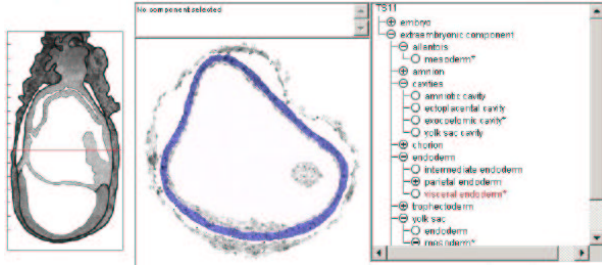 No component selected
TS11
embryo
extraembryonic component
allantois
mesoderm*
amnion
cavities
amniotic cavity
ectoplacental cavity
exocoelomic cavity*
yolk sac cavity
chorion
endoderm
intermediate endoderm
parietal endoderm
visceral endoderm*
trophectoderm
yolk sac
endoderm
mesoderm*